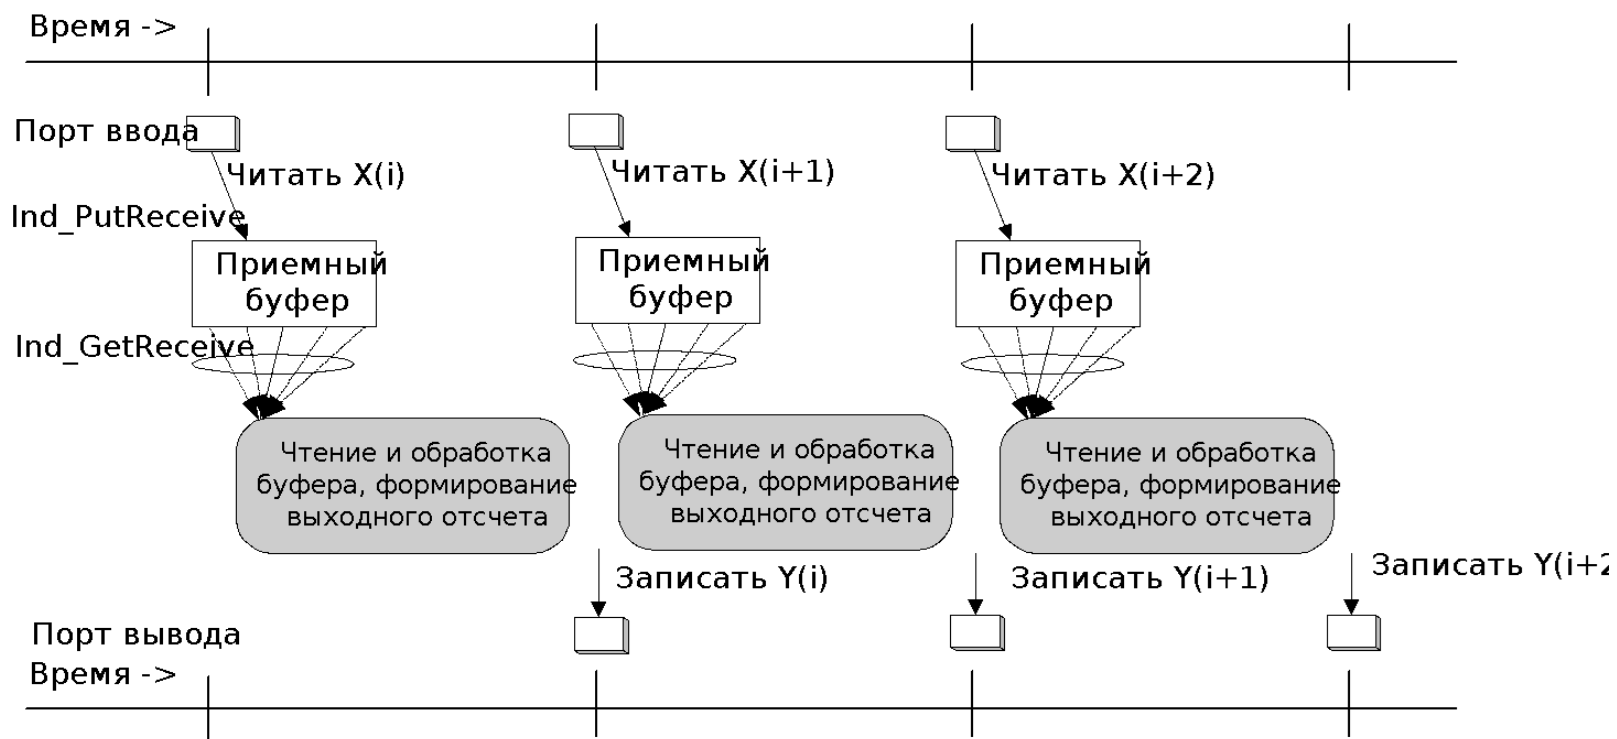 Время ->
Порт ввода
Читать X(i)
Читать X(i+1)
Читать X(i+2)
Ind_PutReceive
Приемный
буфер
Приемный
буфер
Приемный
буфер
Ind_GetReceive
Чтение и обработка
буфера, формирование
выходного отсчета
Чтение и обработка
буфера, формирование
выходного отсчета
Чтение и обработка
буфера, формирование
выходного отсчета
Записать Y(i)
Записать Y(i+1)
Записать Y(i+2
Порт вывода
Время ->